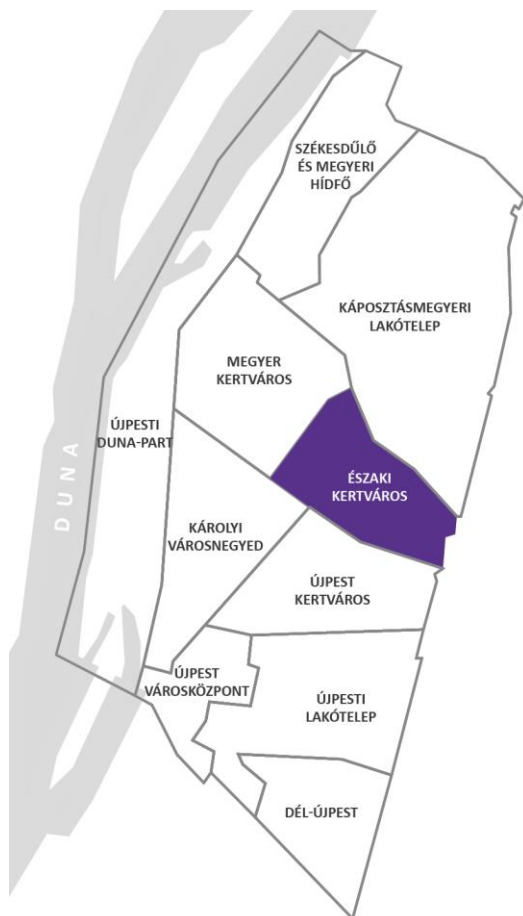 SZÉKESDŰLŐ
ÉS MEGYERI
HÍDFŐ
KÁPOSZTÁSMEGYERI
LAKÓTELEP
MEGYER
KERTVÁROS
ÚJPESTI
DUNA-PART
DUNA
ÉSZAKI
KERTVÁROS
KÁROLYI
VÁROSNEGYED
ÚJPEST
KERTVÁROS
ÚJPEST
VÁROSKÖZPONT
ÚJPESTI
LAKÓTELEP
DÉL-ÚJPEST